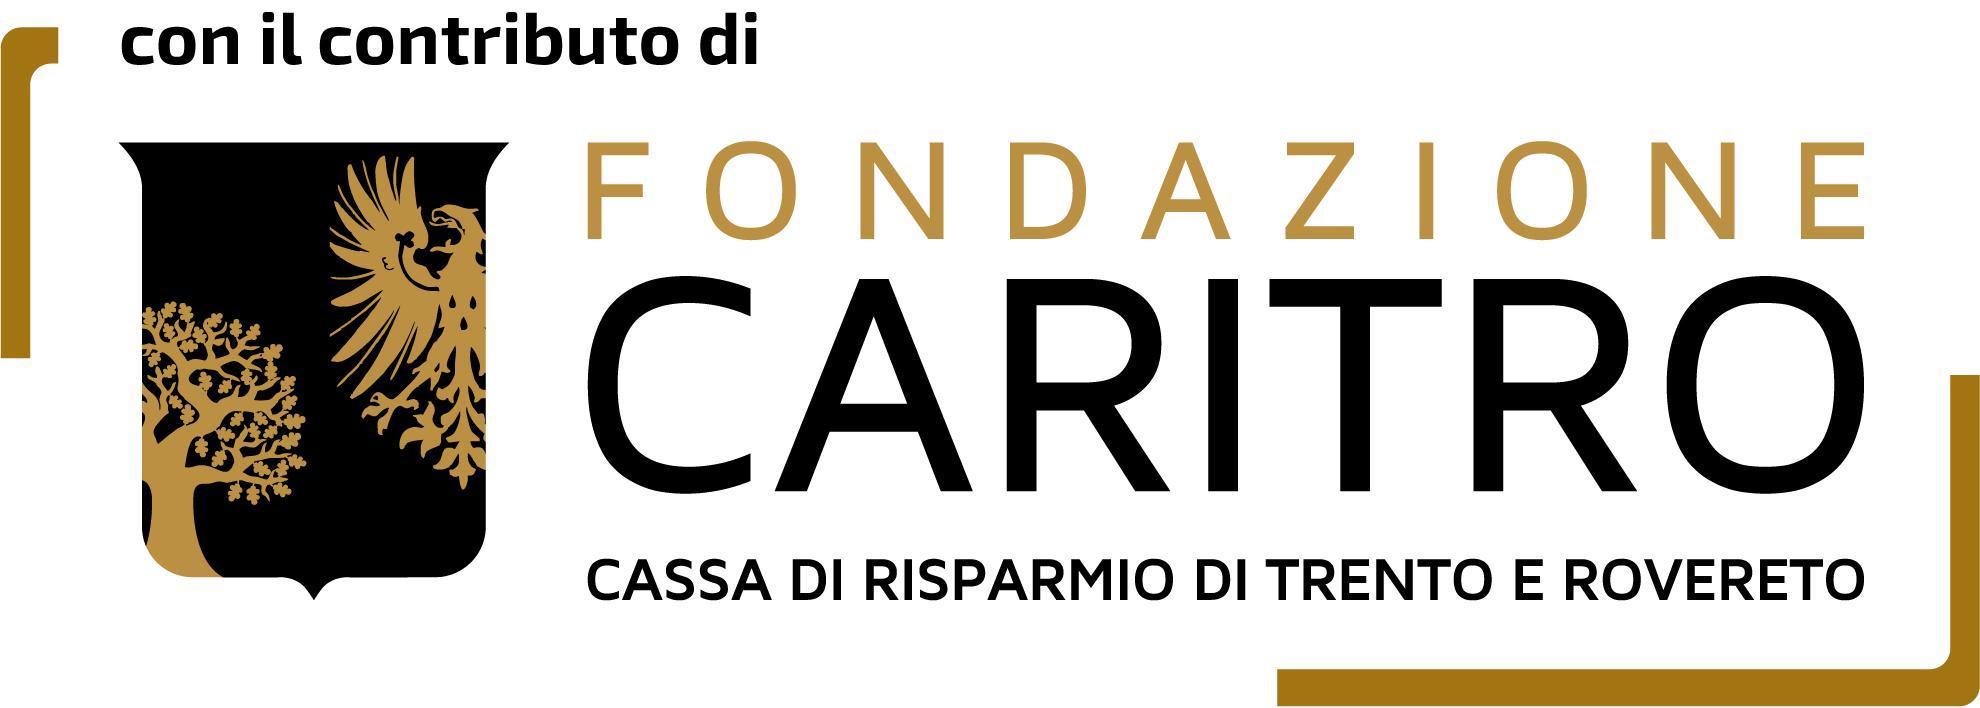 con il contributo di
FONDAZIONE
CARITRO
CASSA DI RISPARMIO DI TRENTO E ROVERETO